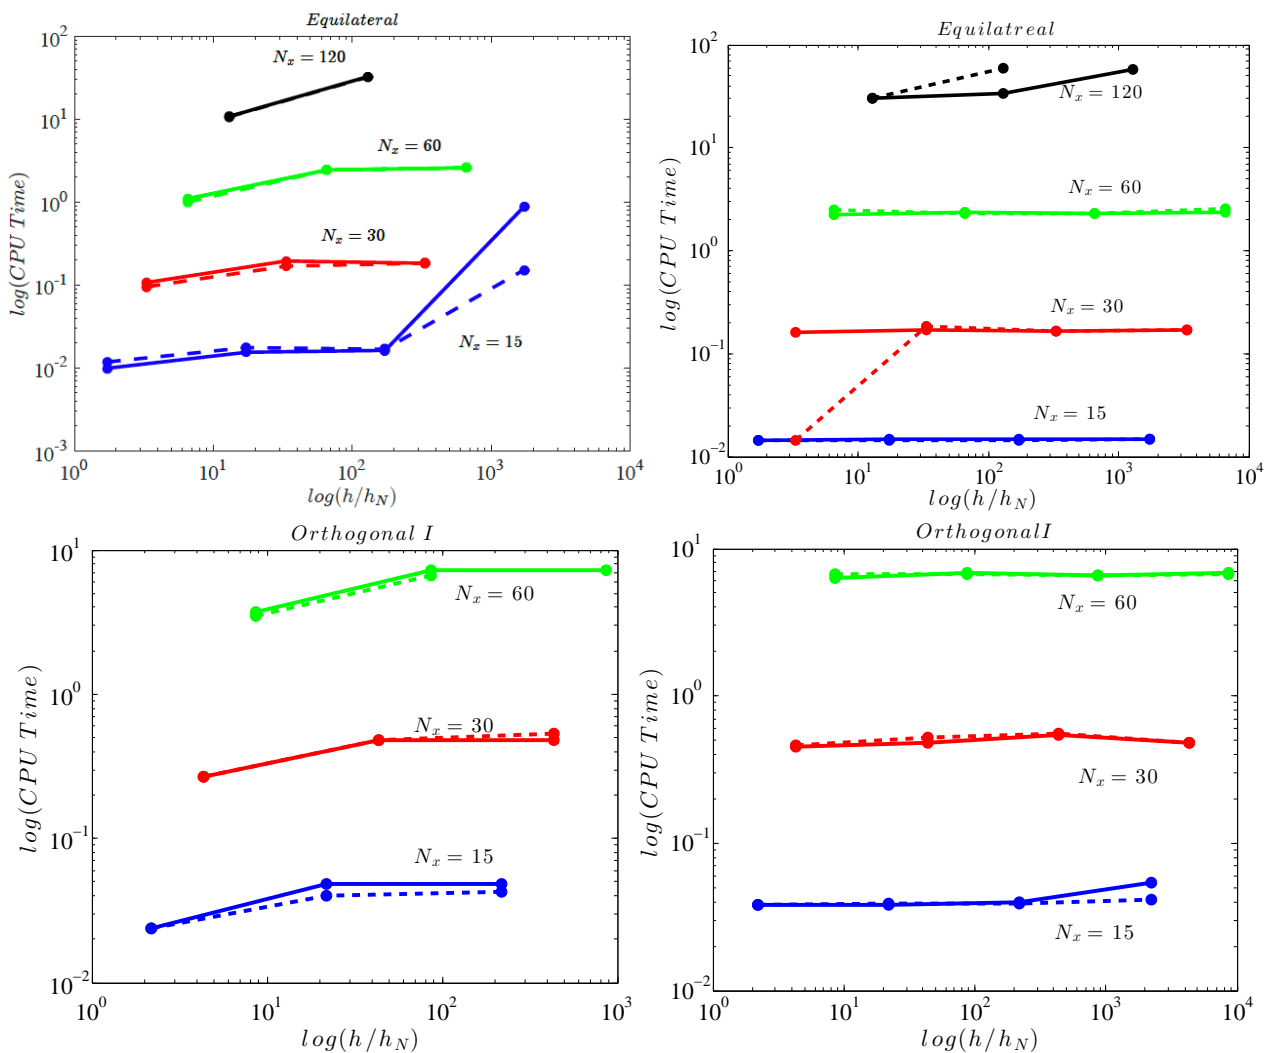 Equilateral
log(CPU Time)
10^2
10^1
10^0
10^-1
10^-2
10^-3
N_x = 120
N_x = 60
N_x = 30
N_x = 15
10^0 10^1 10^2 10^3 10^4
log(h/h_N)
Equilatreal
log(CPU Time)
10^2
10^1
10^0
10^-1
10^-2
N_x = 120
N_x = 60
N_x = 30
N_x = 15
10^0 10^1 10^2 10^3 10^4
log(h/h_N)
Orthogonal I
log(CPU Time)
10^1
10^0
10^-1
10^-2
N_x = 60
N_x = 30
N_x = 15
10^0 10^1 10^2 10^3
log(h/h_N)
OrthogonalI
log(CPU Time)
10^1
10^0
10^-1
10^-2
N_x = 60
N_x = 30
N_x = 15
10^0 10^1 10^2 10^3 10^4
log(h/h_N)